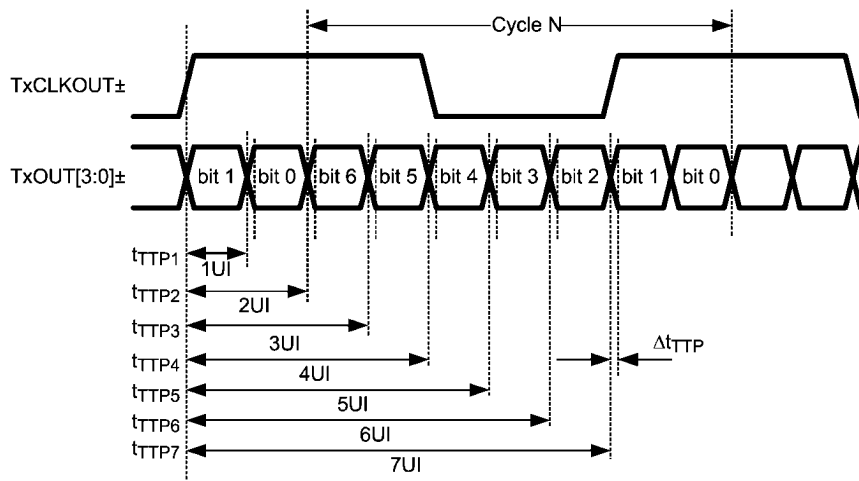 Cycle N
TxCLKOUT±
TxOUT[3:0]± bit 1 bit 0 bit 6 bit 5 bit 4 bit 3 bit 2 bit 1 bit 0
tTTP1
1UI
tTTP2
2UI
tTTP3
3UI
tTTP4 ΔtTTP
4UI
tTTP5
5UI
tTTP6
6UI
tTTP7
7UI